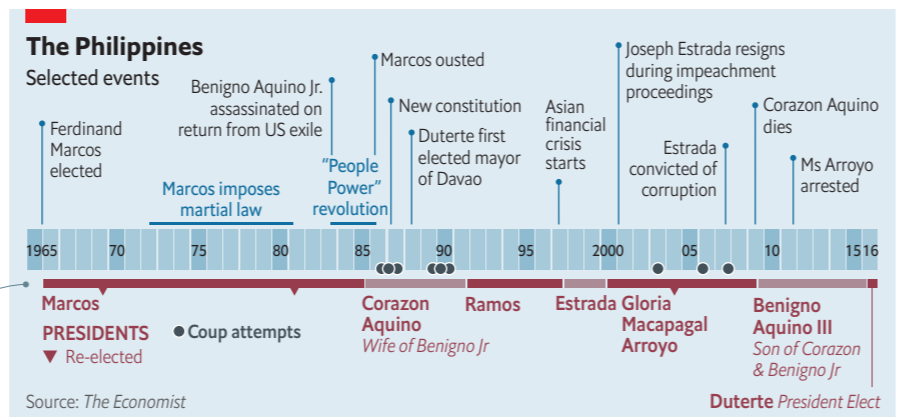 The Philippines
Selected events
Ferdinand
Marcos
elected
Marcos imposes
martial law
Benigno Aquino Jr.
assassinated on
return from US exile
"People
Power"
revolution
Marcos ousted
New constitution
Duterte first
elected mayor
of Davao
Asian
financial
crisis
starts
Joseph Estrada resigns
during impeachment
proceedings
Estrada
convicted of
corruption
Corazon Aquino
dies
Ms Arroyo
arrested
1965 70 75 80 85 90 95 2000 05 10 15 16
Marcos
Corazon
Aquino
Wife of Benigno Jr
Ramos
Estrada
Gloria
Macapagal
Arroyo
Benigno
Aquino III
Son of Corazon
& Benigno Jr
PRESIDENTS
Re-elected
Coup attempts
Duterte President Elect
Source: The Economist